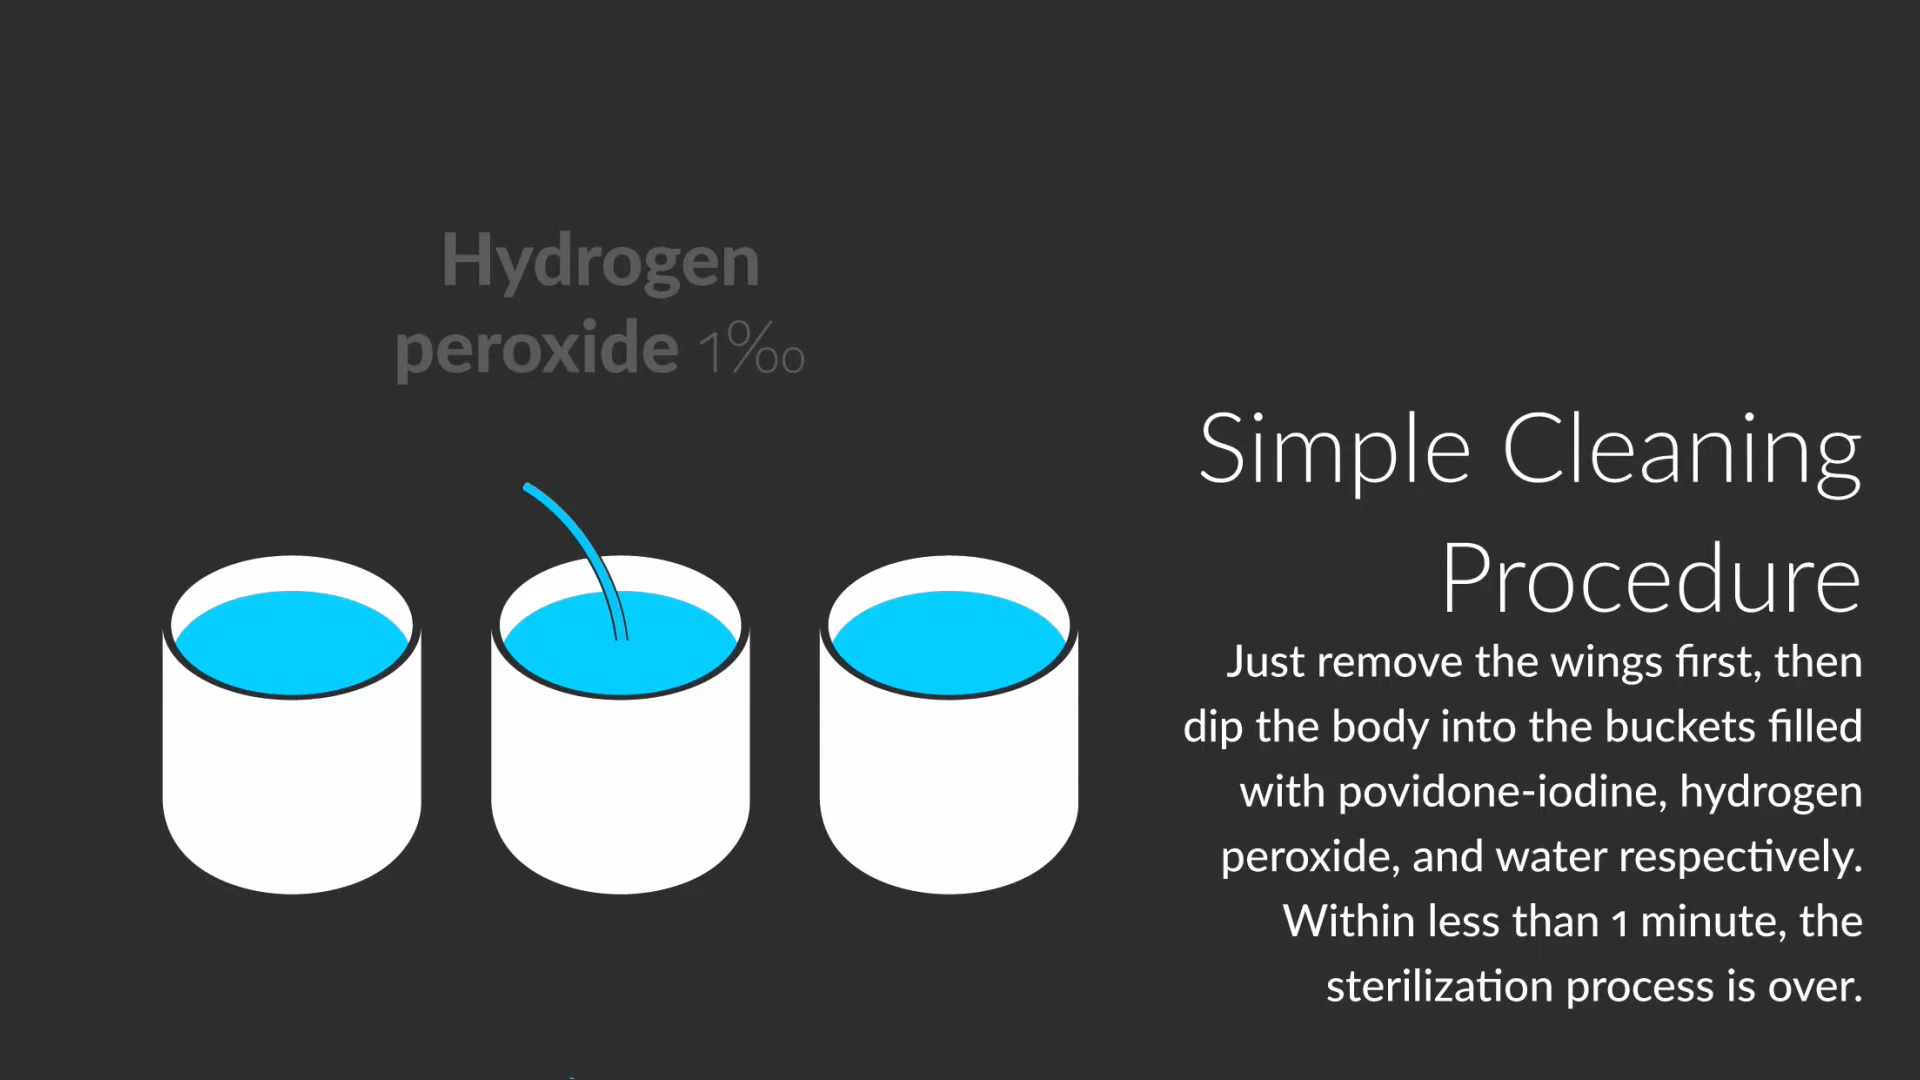 Hydrogen
peroxide 1‰
Simple Cleaning
Procedure
Just remove the wings first, then
dip the body into the buckets filled
with povidone-iodine, hydrogen
peroxide, and water respectively.
Within less than 1 minute, the
sterilization process is over.